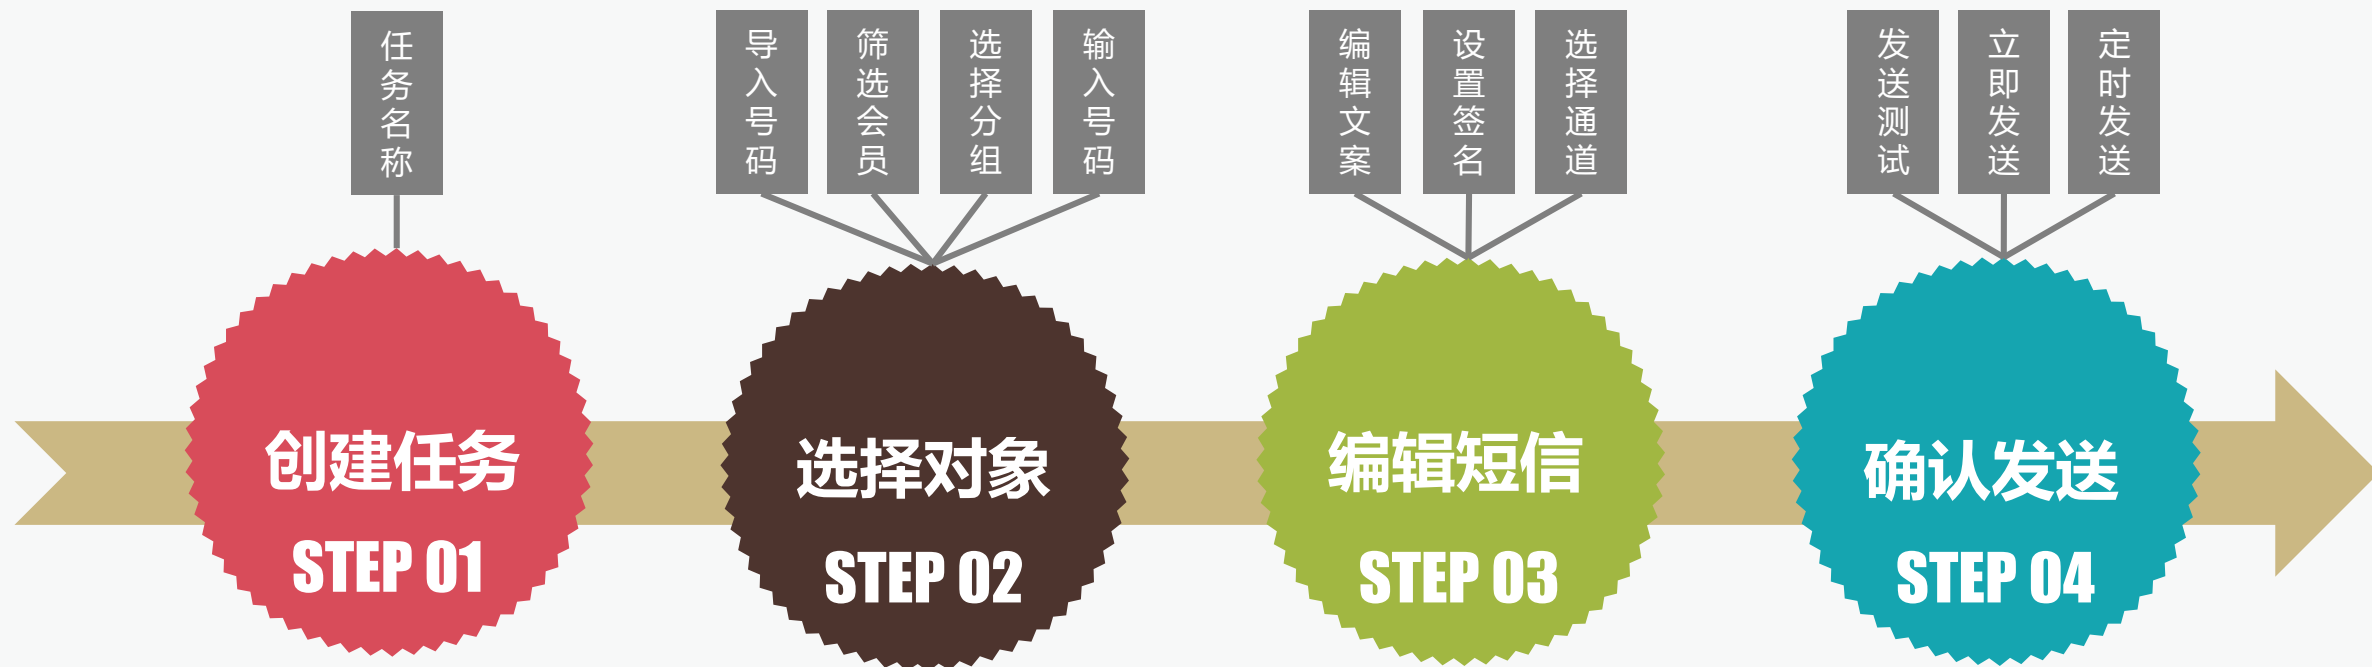 任务名称
导入号码
筛选会员
选择分组
输入号码
编辑文案
设置签名
选择通道
发送测试
立即发送
定时发送
创建任务
STEP 01
选择对象
STEP 02
编辑短信
STEP 03
确认发送
STEP 04